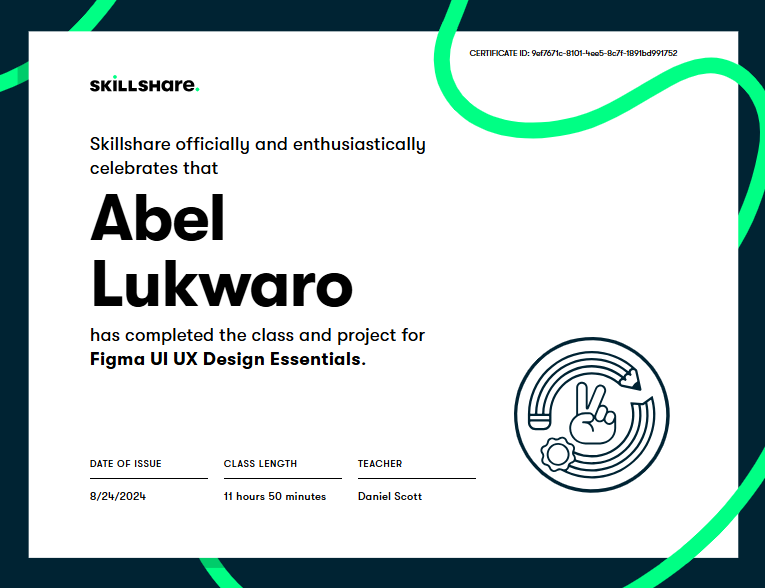 CERTIFICATE ID: 9ef7671c-8101-4ee5-8c7f-1891bd991752
SKiLLSHare.
Skillshare officially and enthusiastically
celebrates that
Abel
Lukwaro
has completed the class and project for
Figma UI UX Design Essentials.
DATE OF ISSUE CLASS LENGTH TEACHER
8/24/2024 11 hours 50 minutes Daniel Scott